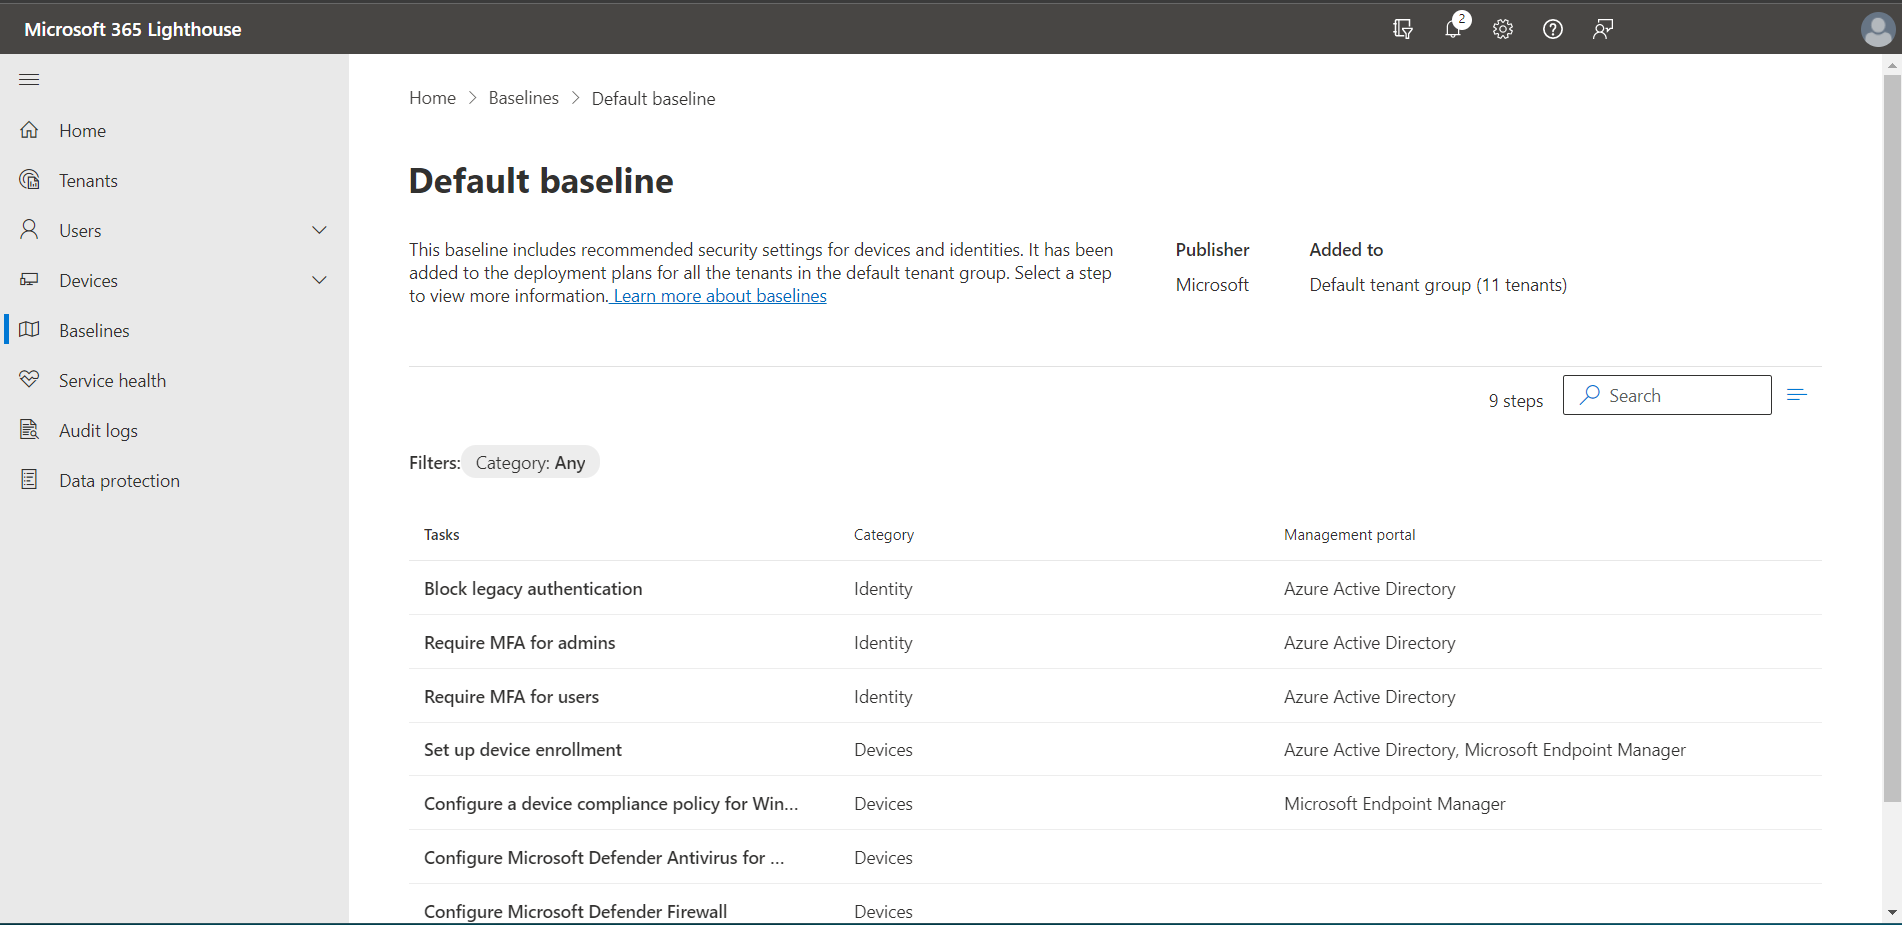 Microsoft 365 Lighthouse
2
Home
Tenants
Users
Devices
Baselines
Service health
Audit logs
Data protection
Home > Baselines > Default baseline
Default baseline
This baseline includes recommended security settings for devices and identities. It has been
added to the deployment plans for all the tenants in the default tenant group. Select a step
to view more information. Learn more about baselines
Publisher
Microsoft
Added to
Default tenant group (11 tenants)
9 steps
Search
Filters: Category: Any
Tasks Category Management portal
Block legacy authentication Identity Azure Active Directory
Require MFA for admins Identity Azure Active Directory
Require MFA for users Identity Azure Active Directory
Set up device enrollment Devices Azure Active Directory, Microsoft Endpoint Manager
Configure a device compliance policy for Win... Devices Microsoft Endpoint Manager
Configure Microsoft Defender Antivirus for ... Devices
Configure Microsoft Defender Firewall Devices